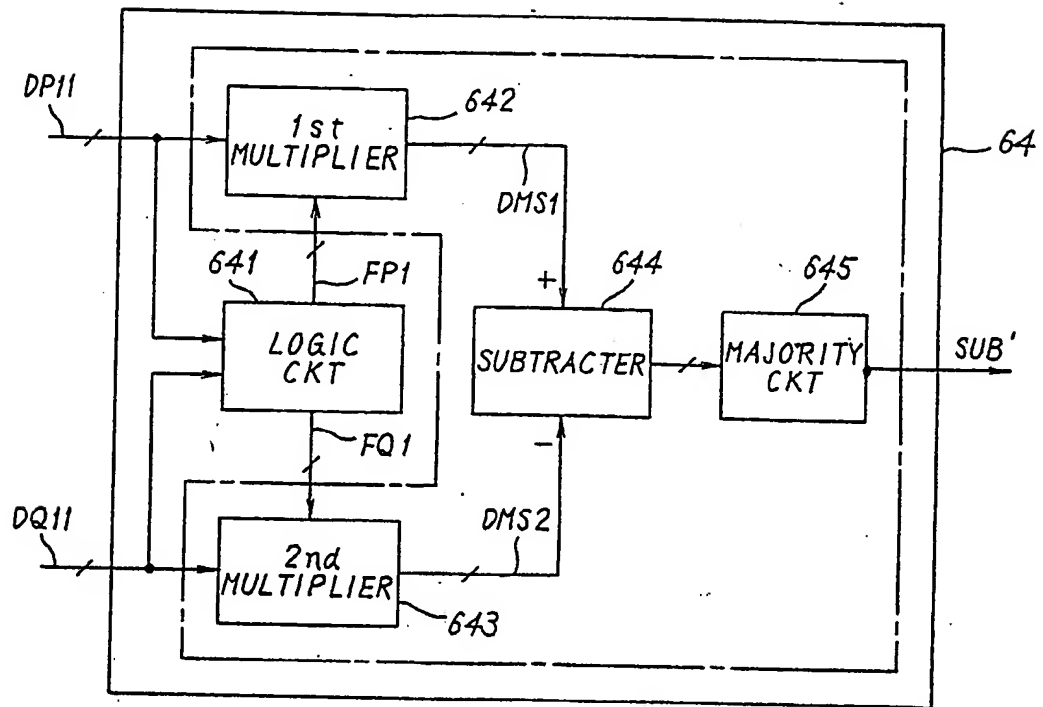 DP11
1st
MULTIPLIER
642
64
DMS1
641
FP1
+
644
645
LOGIC
CKT
SUBTRACTER
MAJORITY
CKT
SUB'
FQ1
-
DQ11
2nd
MULTIPLIER
DMS2
643